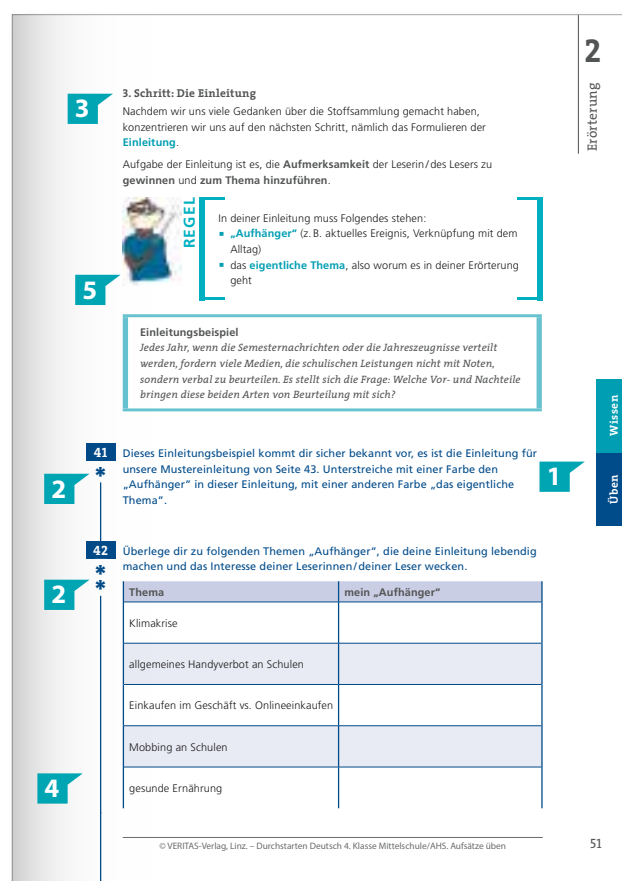 2
Erörterung
3
3. Schritt: Die Einleitung
Nachdem wir uns viele Gedanken über die Stoffsammlung gemacht haben,
konzentrieren wir uns auf den nächsten Schritt, nämlich das Formulieren der
Einleitung.
Aufgabe der Einleitung ist es, die Aufmerksamkeit der Leserin/des Lesers zu
gewinnen und zum Thema hinzuführen.
REGEL
In deiner Einleitung muss Folgendes stehen:
▪ „Aufhänger“ (z. B. aktuelles Ereignis, Verknüpfung mit dem
Alltag)
▪ das eigentliche Thema, also worum es in deiner Erörterung
geht
5
Einleitungsbeispiel
Jedes Jahr, wenn die Semesternachrichten oder die Jahreszeugnisse verteilt
werden, fordern viele Medien, die schulischen Leistungen nicht mit Noten,
sondern verbal zu beurteilen. Es stellt sich die Frage: Welche Vor- und Nachteile
bringen diese beiden Arten von Beurteilung mit sich?
Wissen
Üben
41 Dieses Einleitungsbeispiel kommt dir sicher bekannt vor, es ist die Einleitung für
* unsere Mustereinleitung von Seite 43. Unterstreiche mit einer Farbe den
„Aufhänger“ in dieser Einleitung, mit einer anderen Farbe „das eigentliche
Thema“.
2
1
42 Überlege dir zu folgenden Themen „Aufhänger“, die deine Einleitung lebendig
* machen und das Interesse deiner Leserinnen/deiner Leser wecken.
*
2
Thema mein „Aufhänger“
Klimakrise
allgemeines Handyverbot an Schulen
Einkaufen im Geschäft vs. Onlineeinkaufen
Mobbing an Schulen
gesunde Ernährung
4
© VERITAS-Verlag, Linz. – Durchstarten Deutsch 4. Klasse Mittelschule/AHS. Aufsätze üben
51